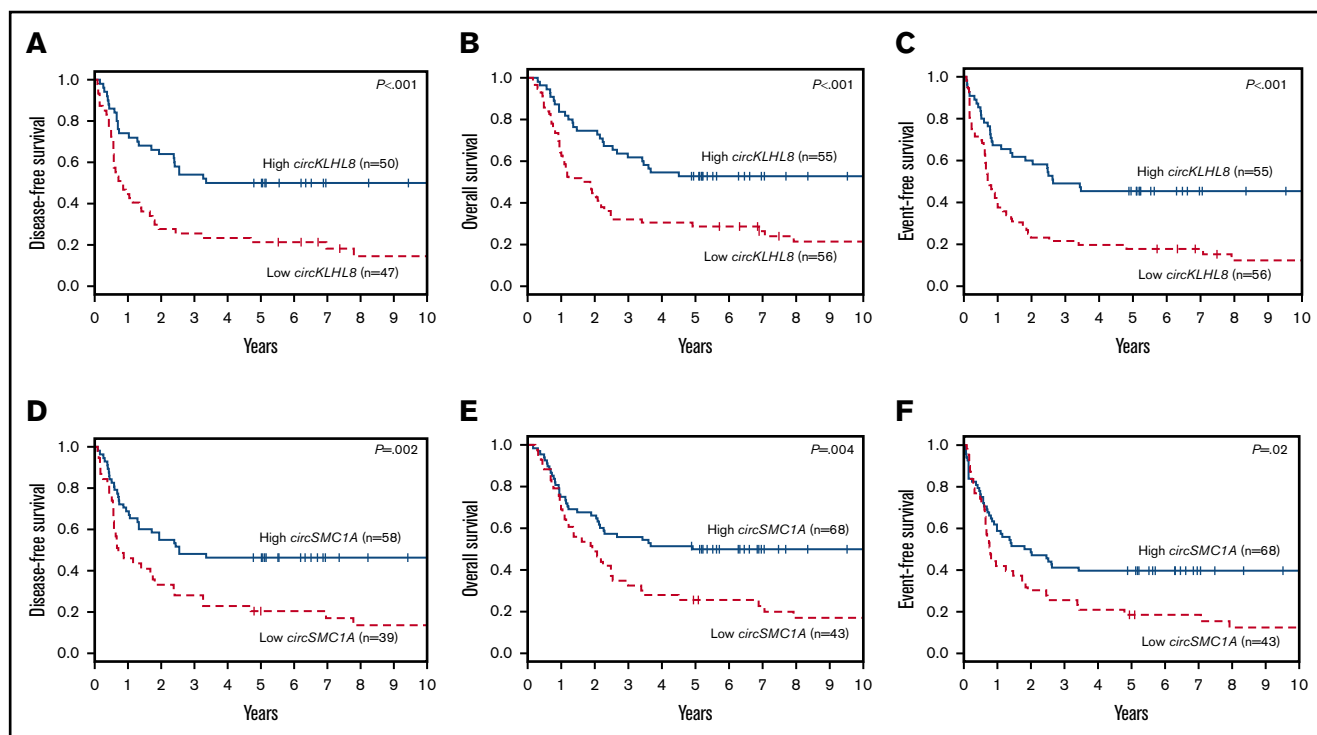 A
Disease-free survival
1.0
0.8
0.6
0.4
0.2
0.0
P<.001
High circKLHL8 (n=50)
Low circKLHL8 (n=47)
0 1 2 3 4 5 6 7 8 9 10
Years
B
Overall survival
1.0
0.8
0.6
0.4
0.2
0.0
P<.001
High circKLHL8 (n=55)
Low circKLHL8 (n=56)
0 1 2 3 4 5 6 7 8 9 10
Years
C
Event-free survival
1.0
0.8
0.6
0.4
0.2
0.0
P<.001
High circKLHL8 (n=55)
Low circKLHL8 (n=56)
0 1 2 3 4 5 6 7 8 9 10
Years
D
Disease-free survival
1.0
0.8
0.6
0.4
0.2
0.0
P=.002
High circSMC1A (n=58)
Low circSMC1A (n=39)
0 1 2 3 4 5 6 7 8 9 10
Years
E
Overall survival
1.0
0.8
0.6
0.4
0.2
0.0
P=.004
High circSMC1A (n=68)
Low circSMC1A (n=43)
0 1 2 3 4 5 6 7 8 9 10
Years
F
Event-free survival
1.0
0.8
0.6
0.4
0.2
0.0
P=.02
High circSMC1A (n=68)
Low circSMC1A (n=43)
0 1 2 3 4 5 6 7 8 9 10
Years